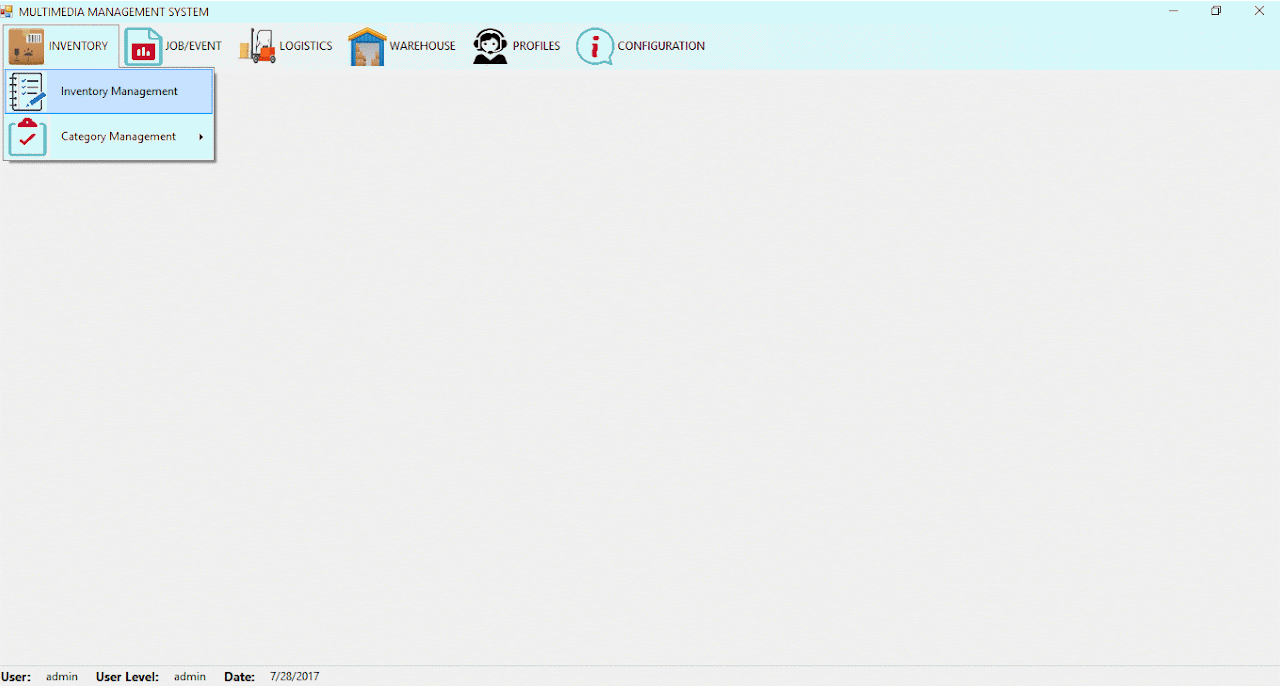 MULTIMEDIA MANAGEMENT SYSTEM
INVENTORY JOB/EVENT LOGISTICS WAREHOUSE PROFILES CONFIGURATION
Inventory Management
Category Management
User: admin User Level: admin Date: 7/28/2017